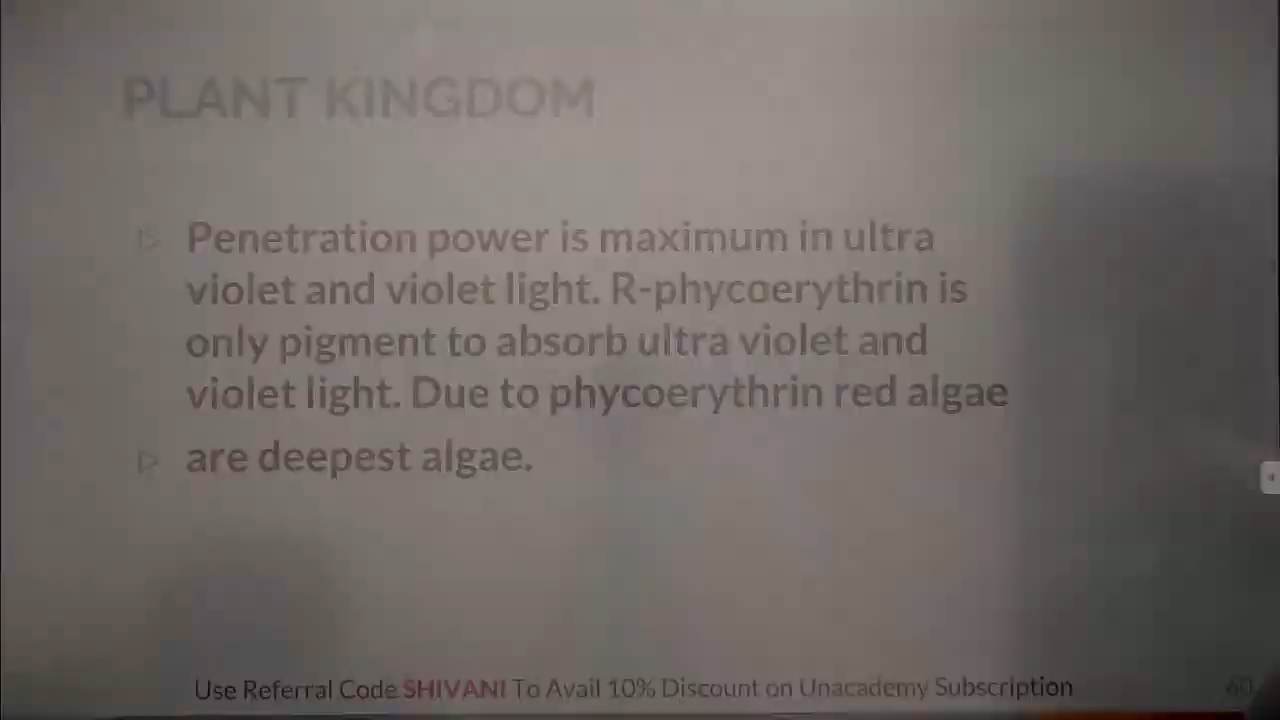 PLANT KINGDOM
Penetration power is maximum in ultra
violet and violet light. R-phycoerythrin is
only pigment to absorb ultra violet and
violet light. Due to phycoerythrin red algae
are deepest algae.
Use Referral Code SHIVANI To Avail 10% Discount on Unacademy Subscription
60